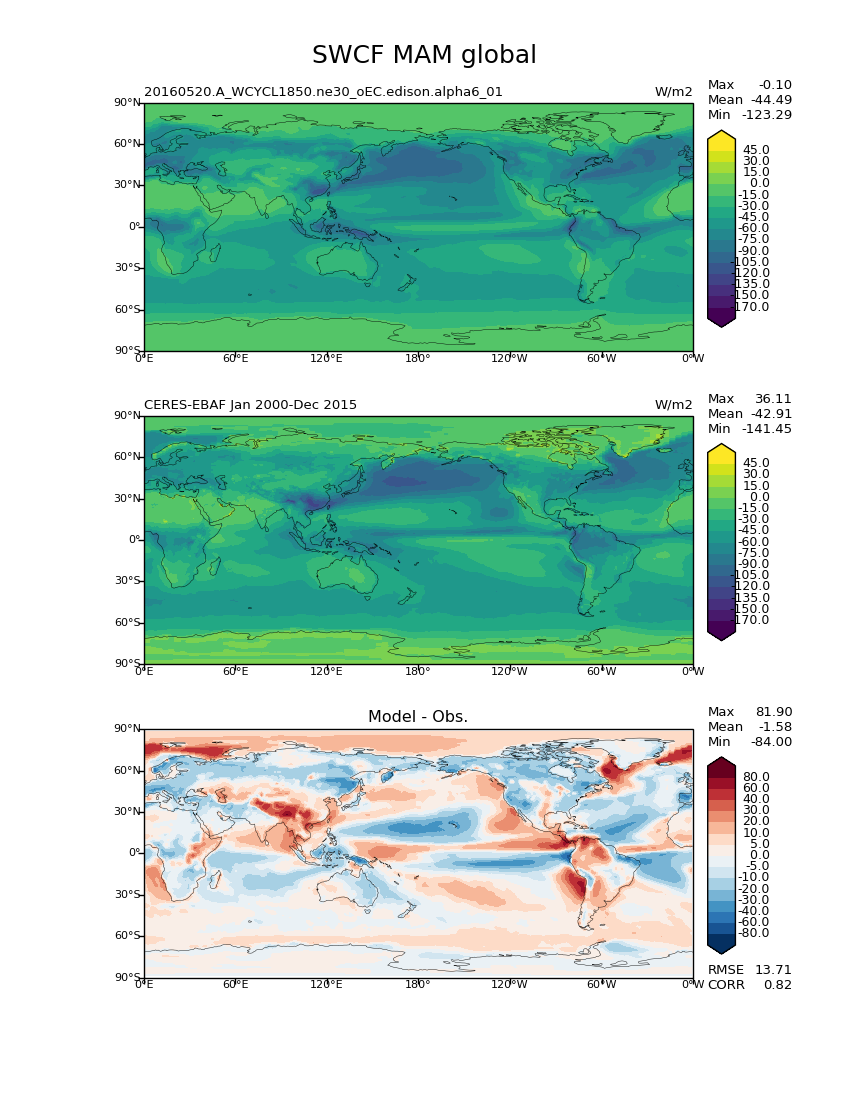 SWCF MAM global
20160520.A_WCYCL1850.ne30_oEC.edison.alpha6_01 W/m2
Max -0.10
Mean -44.49
Min -123.29
90°N
60°N
30°N
0°
30°S
60°S
90°S
0°E 60°E 120°E 180° 120°W 60°W 0°W
45.0
30.0
15.0
0.0
-15.0
-30.0
-45.0
-60.0
-75.0
-90.0
-105.0
-120.0
-135.0
-150.0
-170.0
CERES-EBAF Jan 2000-Dec 2015 W/m2
Max 36.11
Mean -42.91
Min -141.45
90°N
60°N
30°N
0°
30°S
60°S
90°S
0°E 60°E 120°E 180° 120°W 60°W 0°W
45.0
30.0
15.0
0.0
-15.0
-30.0
-45.0
-60.0
-75.0
-90.0
-105.0
-120.0
-135.0
-150.0
-170.0
Model - Obs.
Max 81.90
Mean -1.58
Min -84.00
90°N
60°N
30°N
0°
30°S
60°S
90°S
0°E 60°E 120°E 180° 120°W 60°W 0°W
80.0
60.0
40.0
30.0
20.0
10.0
5.0
0.0
-5.0
-10.0
-20.0
-30.0
-40.0
-60.0
-80.0
RMSE 13.71
CORR 0.82